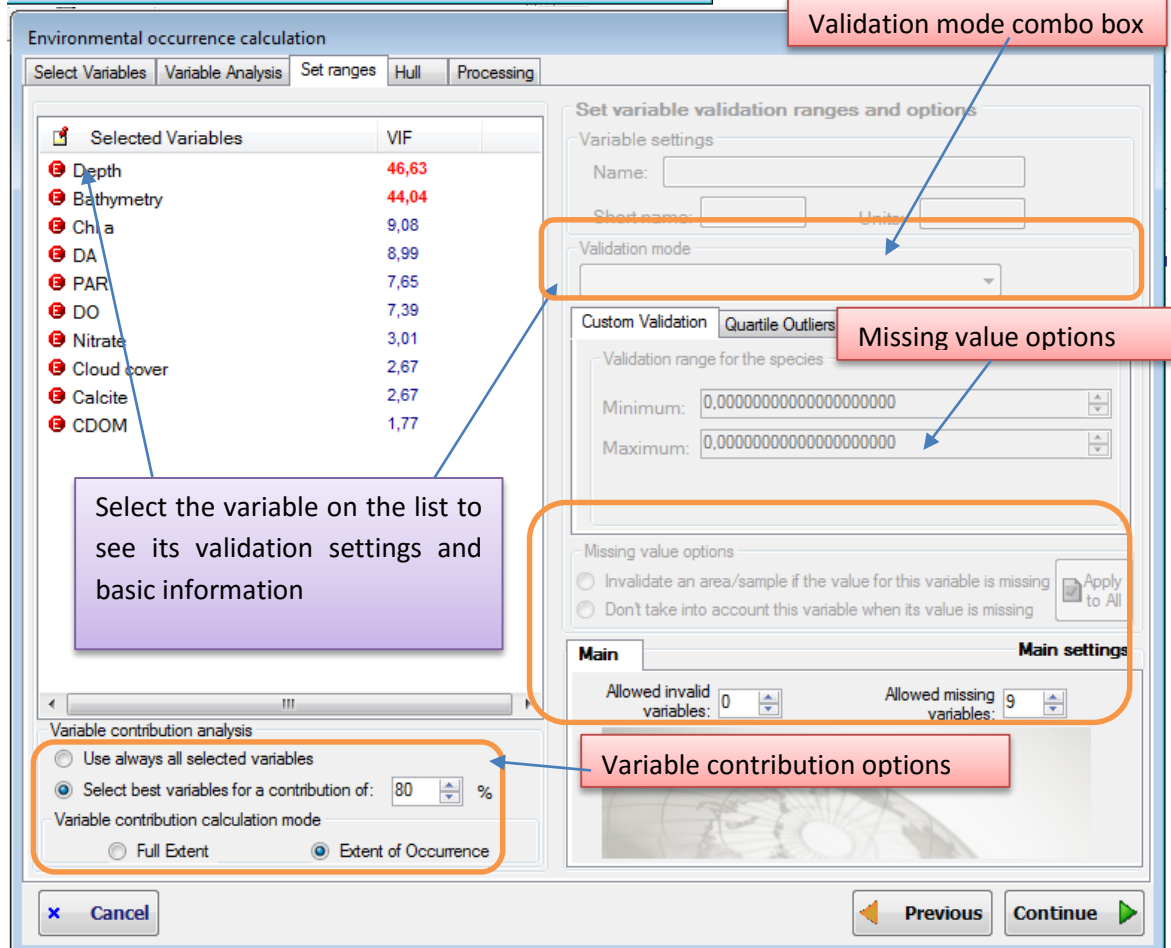 Validation mode combo box
Environmental occurrence calculation
Select Variables Variable Analysis Set ranges Hull Processing
Selected Variables VIF
Depth 46,63
Bathymetry 44,04
Chl a 9,08
DA 8,99
PAR 7,65
DO 7,39
Nitrate 3,01
Cloud cover 2,67
Calcite 2,67
CDOM 1,77
Select the variable on the list to
see its validation settings and
basic information
Variable contribution analysis
Use always all selected variables
Select best variables for a contribution of: 80 %
Variable contribution calculation mode
Full Extent Extent of Occurrence
Set variable validation ranges and options
Variable settings
Name:
Short name: Units:
Validation mode
Custom Validation Quartile Outliers
Missing value options
Validation range for the species
Minimum: 0,00000000000000000000
Maximum: 0,00000000000000000000
Missing value options
Invalidate an area/sample if the value for this variable is missing
Don't take into account this variable when its value is missing
Apply
to All
Main Main settings
Allowed invalid
variables: 0
Allowed missing
variables: 9
Variable contribution options
Cancel Previous Continue